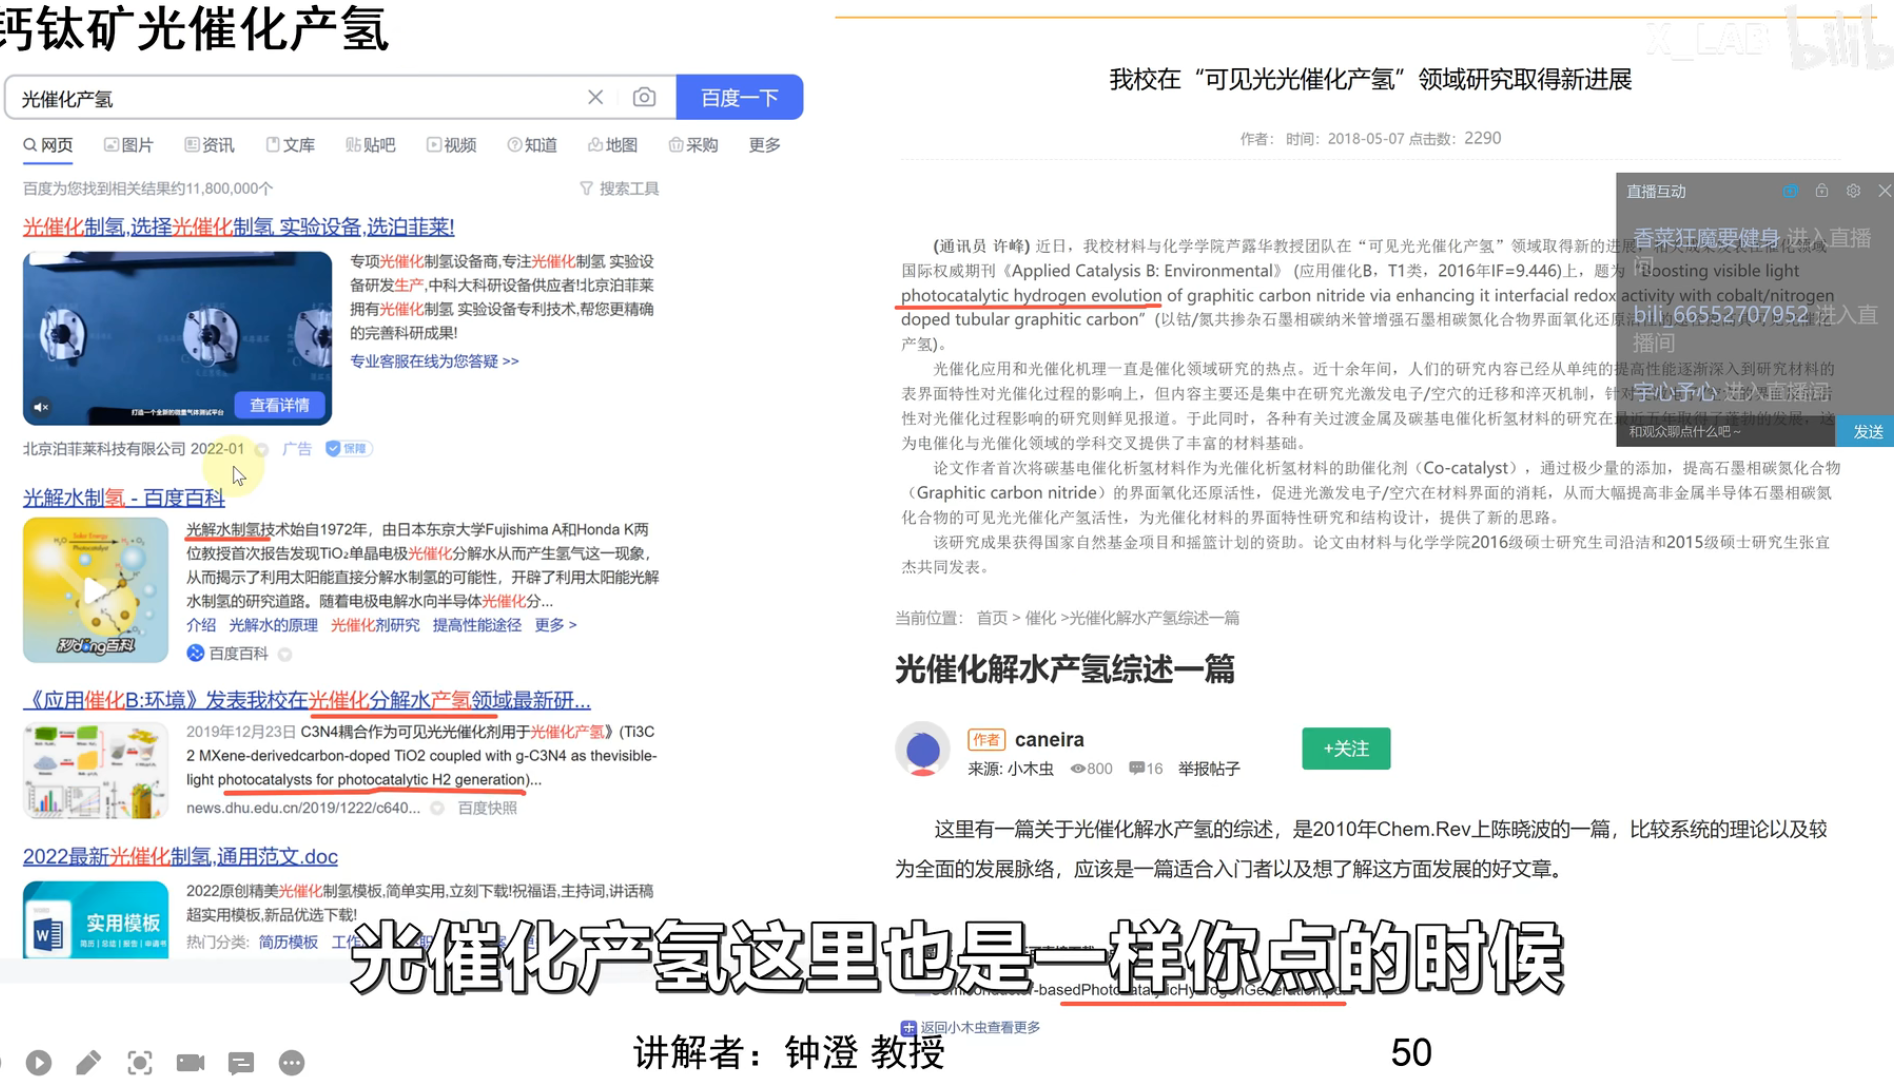 钙钛矿光催化产氢
光催化产氢
百度一下
网页 图片 资讯 文库 贴吧 视频 知道 地图 采购 更多
百度为您找到相关结果约11,800,000个
搜索工具
光催化制氢,选择光催化制氢 实验设备,选泊菲莱!
专项光催化制氢设备商,专注光催化制氢 实验设
备研发生产,中科大科研设备供应者!北京泊菲莱
拥有光催化制氢 实验设备专利技术,帮您更精确
的完善科研成果!
专业客服在线为您答疑 >>
打造一个全新的微量气体测试平台
查看详情
北京泊菲莱科技有限公司 2022-01 广告 保障
光解水制氢 - 百度百科
光解水制氢技术始自1972年，由日本东京大学Fujishima A和Honda K两
位教授首次报告发现TiO₂单晶电极光催化分解水从而产生氢气这一现象，
从而揭示了利用太阳能直接分解水制氢的可能性，开辟了利用太阳能光解
水制氢的研究道路。随着电极电解水向半导体光催化分...
介绍 光解水的原理 光催化剂研究 提高性能途径 更多 >
Solar Energy
秒dǒng百科
百度百科
《应用催化B:环境》发表我校在光催化分解水产氢领域最新研...
2019年12月23日 C3N4耦合作为可见光光催化剂用于光催化产氢》(Ti3C
2 MXene-derivedcarbon-doped TiO2 coupled with g-C3N4 as thevisible-
light photocatalysts for photocatalytic H2 generation)...
news.dhu.edu.cn/2019/1222/c640... 百度快照
2022最新光催化制氢,通用范文.doc
2022原创精美光催化制氢模板,简单实用,立刻下载!祝福语,主持词,讲话稿
超实用模板,新品优选下载!
热门分类: 简历模板
实用模板
W
X_LAB bilib
我校在“可见光光催化产氢”领域研究取得新进展
作者： 时间：2018-05-07 点击数：2290
(通讯员 许峰) 近日，我校材料与化学学院芦露华教授团队在“可见光光催化产氢”领域取得新的进展
国际权威期刊《Applied Catalysis B: Environmental》 (应用催化B，T1类，2016年IF=9.446)上，题为 “Boosting visible light
photocatalytic hydrogen evolution of graphitic carbon nitride via enhancing it interfacial redox activity with cobalt/nitrogen
doped tubular graphitic carbon” (以钴/氮共掺杂石墨相碳纳米管增强石墨相碳氮化合物界面氧化还原
产氢)。
光催化应用和光催化机理一直是催化领域研究的热点。近十余年间，人们的研究内容已经从单纯的提高性能逐渐深入到研究材料的
表界面特性对光催化过程的影响上，但内容主要还是集中在研究光激发电子/空穴的迁移和淬灭机制，针对
性对光催化过程影响的研究则鲜见报道。于此同时，各种有关过渡金属及碳基电催化析氢材料的研究在最近五年取得了蓬勃的发展，这
为电催化与光催化领域的学科交叉提供了丰富的材料基础。
论文作者首次将碳基电催化析氢材料作为光催化析氢材料的助催化剂（Co-catalyst），通过极少量的添加，提高石墨相碳氮化合物
（Graphitic carbon nitride）的界面氧化还原活性，促进光激发电子/空穴在材料界面的消耗，从而大幅提高非金属半导体石墨相碳氮
化合物的可见光光催化产氢活性，为光催化材料的界面特性研究和结构设计，提供了新的思路。
该研究成果获得国家自然基金项目和摇篮计划的资助。论文由材料与化学学院2016级硕士研究生司沿洁和2015级硕士研究生张宜
杰共同发表。
直播互动
香菜狂魔要健身 进入直播
间
bili_66552707952 进入直
播间
宇心予心 进入直播间
和观众聊点什么吧~
发送
当前位置： 首页 > 催化 >光催化解水产氢综述一篇
光催化解水产氢综述一篇
作者 caneira
来源: 小木虫 800 16 举报帖子
+关注
这里有一篇关于光催化解水产氢的综述，是2010年Chem.Rev上陈晓波的一篇，比较系统的理论以及较
为全面的发展脉络，应该是一篇适合入门者以及想了解这方面发展的好文章。
光催化产氢这里也是一样你点的时候
返回小木虫查看更多
讲解者：钟澄 教授
50